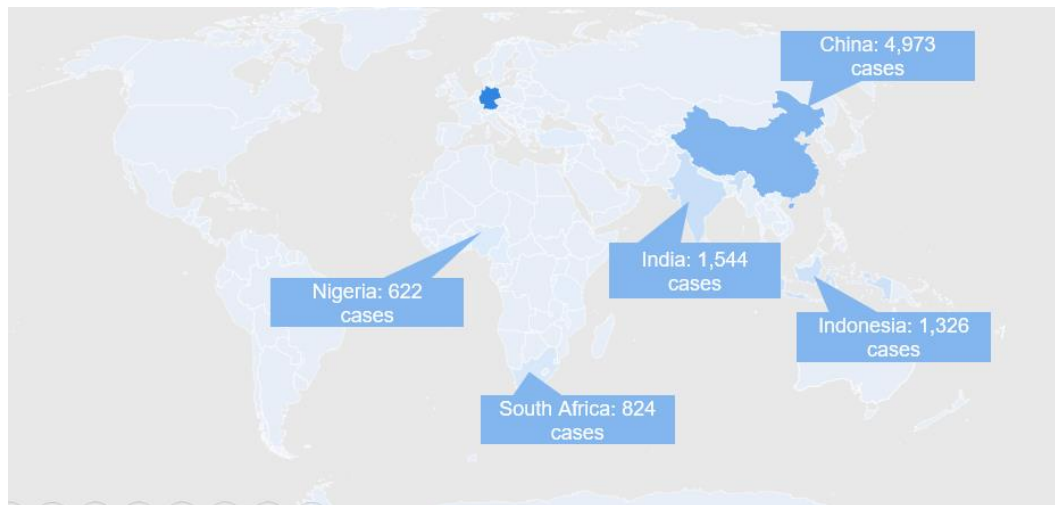 China: 4,973
cases
India: 1,544
cases
Nigeria: 622
cases
Indonesia: 1,326
cases
South Africa: 824
cases